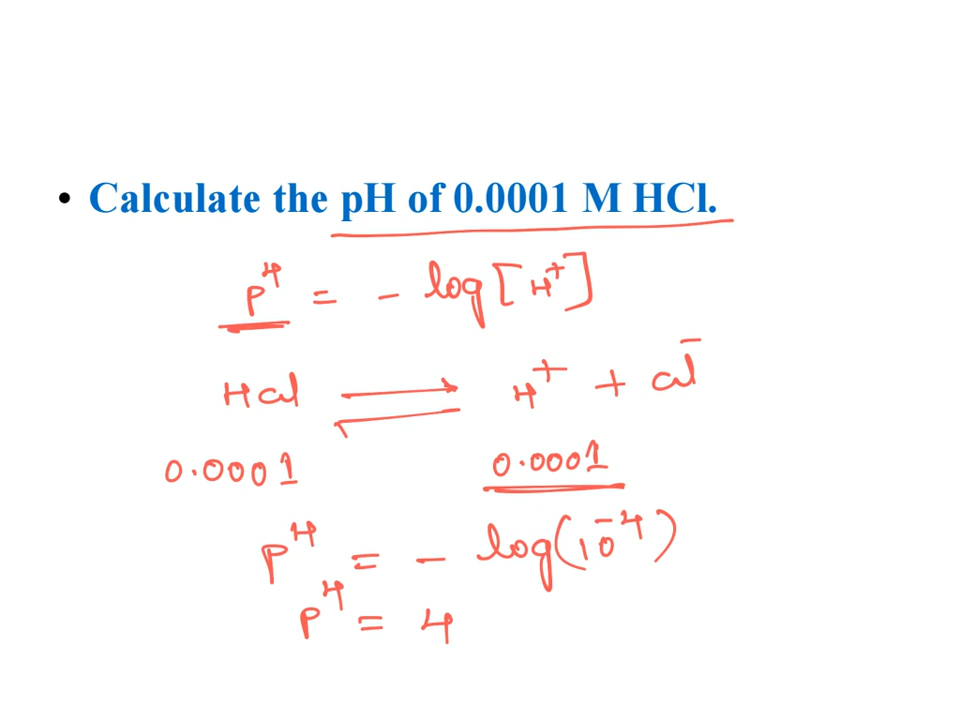 • Calculate the pH of 0.0001 M HCl.
pH = - log [H+]
HCl ⇌ H+ + Cl-
0.0001 0.0001
pH = - log(10-4)
pH = 4